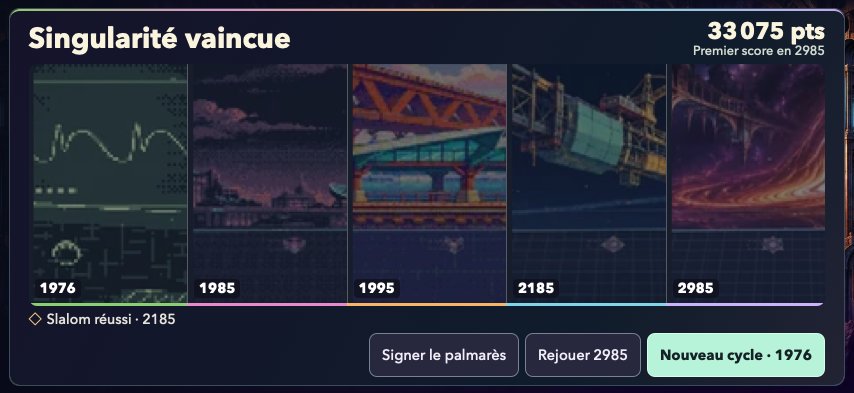 Singularité vaincue
33 075 pts
Premier score en 2985
1976
1985
1995
2185
2985
Slalom réussi · 2185
Signer le palmarès
Rejouer 2985
Nouveau cycle · 1976